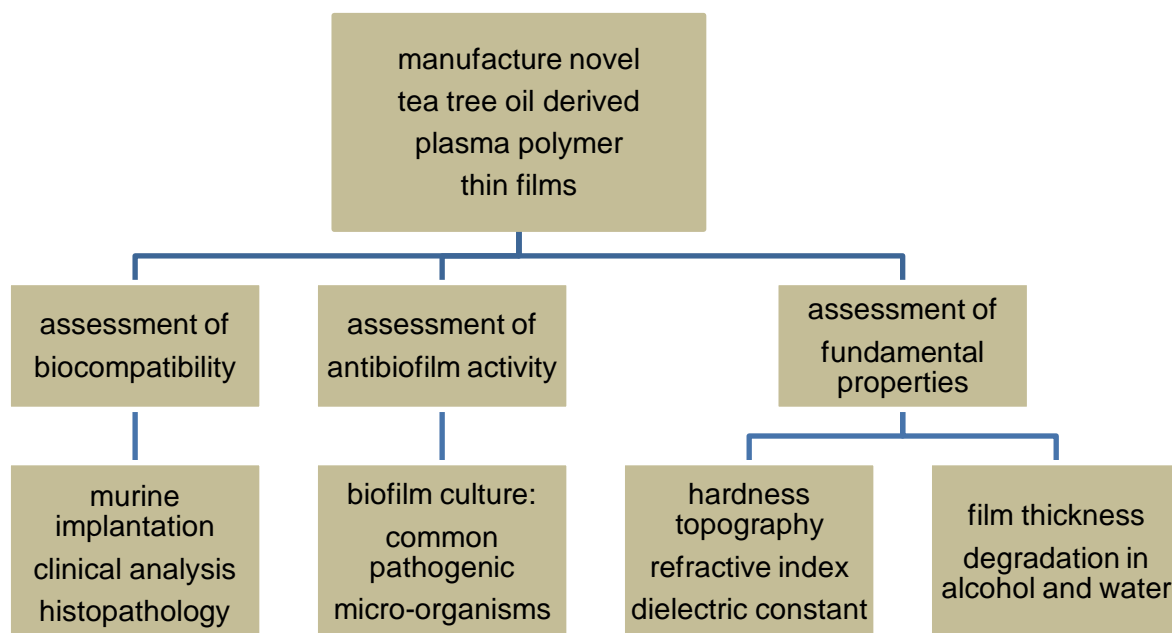 manufacture novel
tea tree oil derived
plasma polymer
thin films
assessment of
biocompatibility
assessment of
antibiofilm activity
assessment of
fundamental
properties
murine
implantation
clinical analysis
histopathology
biofilm culture:
common
pathogenic
micro-organisms
hardness
topography
refractive index
dielectric constant
film thickness
degradation in
alcohol and water